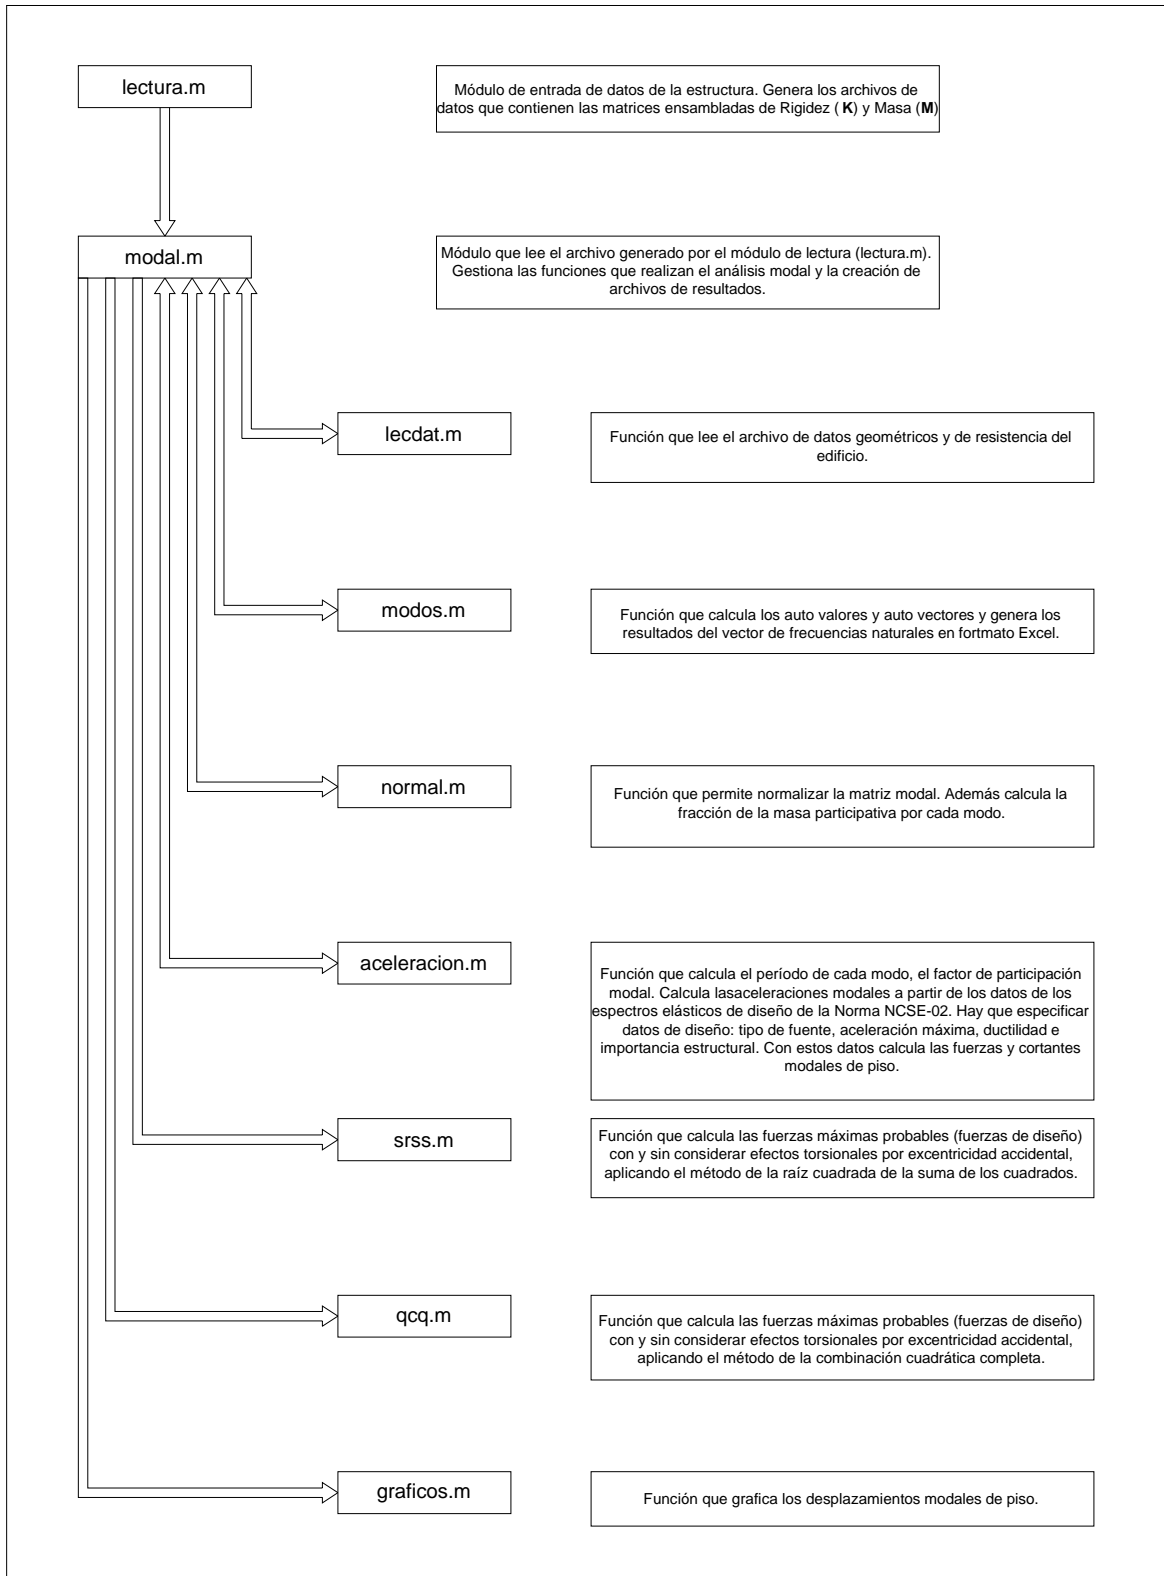 lectura.m
Módulo de entrada de datos de la estructura. Genera los archivos de
datos que contienen las matrices ensambladas de Rigidez ( K) y Masa (M)
modal.m
Módulo que lee el archivo generado por el módulo de lectura (lectura.m).
Gestiona las funciones que realizan el análisis modal y la creación de
archivos de resultados.
lecdat.m
Función que lee el archivo de datos geométricos y de resistencia del
edificio.
modos.m
Función que calcula los auto valores y auto vectores y genera los
resultados del vector de frecuencias naturales en fortmato Excel.
normal.m
Función que permite normalizar la matriz modal. Además calcula la
fracción de la masa participativa por cada modo.
aceleracion.m
Función que calcula el período de cada modo, el factor de participación
modal. Calcula lasaceleraciones modales a partir de los datos de los
espectros elásticos de diseño de la Norma NCSE-02. Hay que especificar
datos de diseño: tipo de fuente, aceleración máxima, ductilidad e
importancia estructural. Con estos datos calcula las fuerzas y cortantes
modales de piso.
srss.m
Función que calcula las fuerzas máximas probables (fuerzas de diseño)
con y sin considerar efectos torsionales por excentricidad accidental,
aplicando el método de la raíz cuadrada de la suma de los cuadrados.
qcq.m
Función que calcula las fuerzas máximas probables (fuerzas de diseño)
con y sin considerar efectos torsionales por excentricidad accidental,
aplicando el método de la combinación cuadrática completa.
graficos.m
Función que grafica los desplazamientos modales de piso.